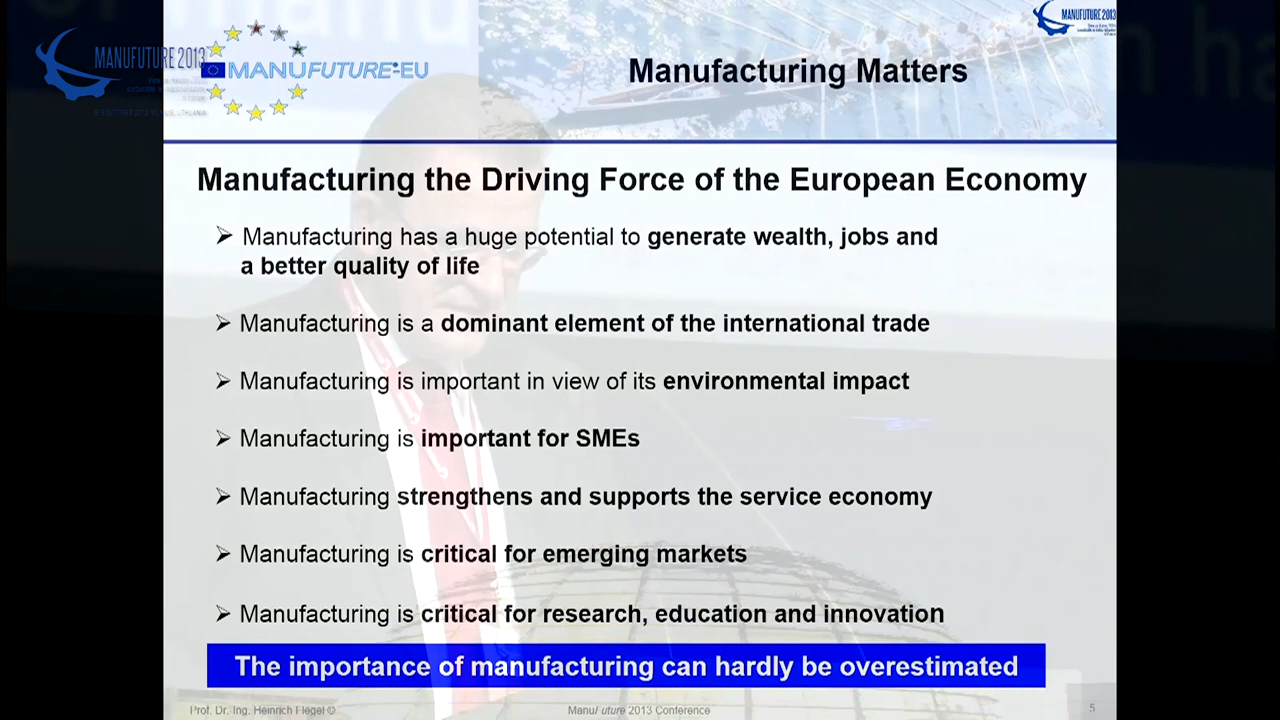 MANUFUTURE 2013
MANUFUTURE 2013
MANUFUTURE-EU
Manufacturing Matters
Manufacturing the Driving Force of the European Economy
Manufacturing has a huge potential to generate wealth, jobs and
a better quality of life
Manufacturing is a dominant element of the international trade
Manufacturing is important in view of its environmental impact
Manufacturing is important for SMEs
Manufacturing strengthens and supports the service economy
Manufacturing is critical for emerging markets
Manufacturing is critical for research, education and innovation
The importance of manufacturing can hardly be overestimated
Prof. Dr. Ing. Heinrich Flegel ©
ManuFuture 2013 Conference
5